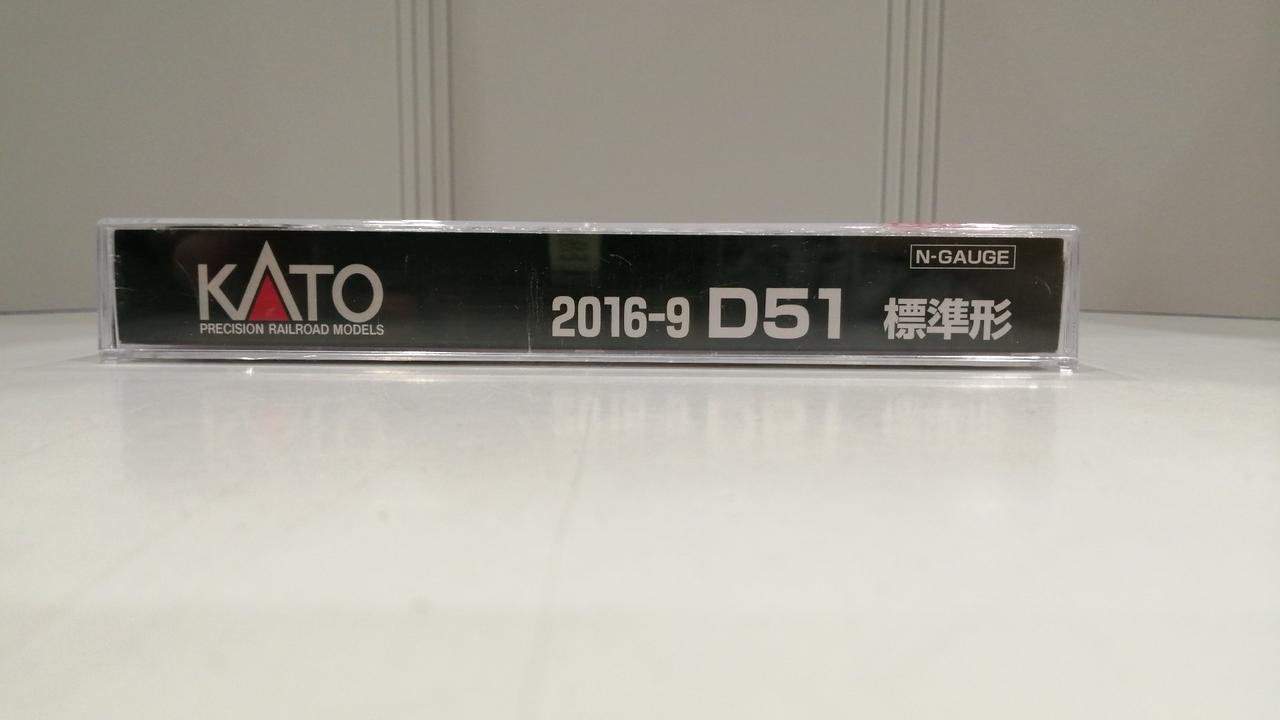 KATO
PRECISION RAILROAD MODELS
N-GAUGE
2016-9 D51 標準形